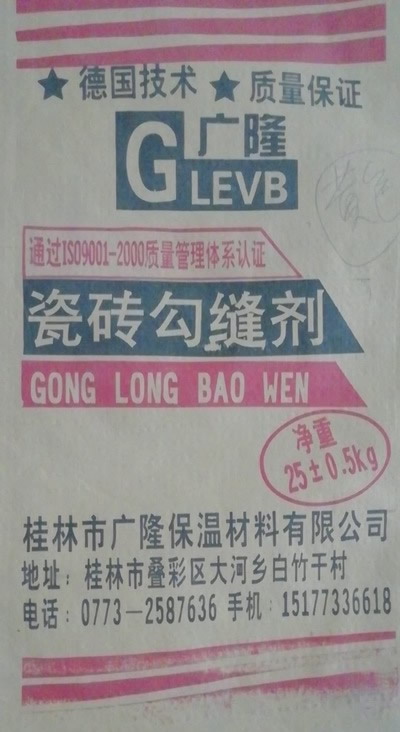 ★ 德国技术 ★ 质量保证
G 广隆
LEVB
通过ISO9001-2000质量管理体系认证
瓷砖勾缝剂
GONG LONG BAO WEN
净重
25±0.5kg
桂林市广隆保温材料有限公司
地址：桂林市叠彩区大河乡白竹干村
电话：0773-2587636 手机：15177336618